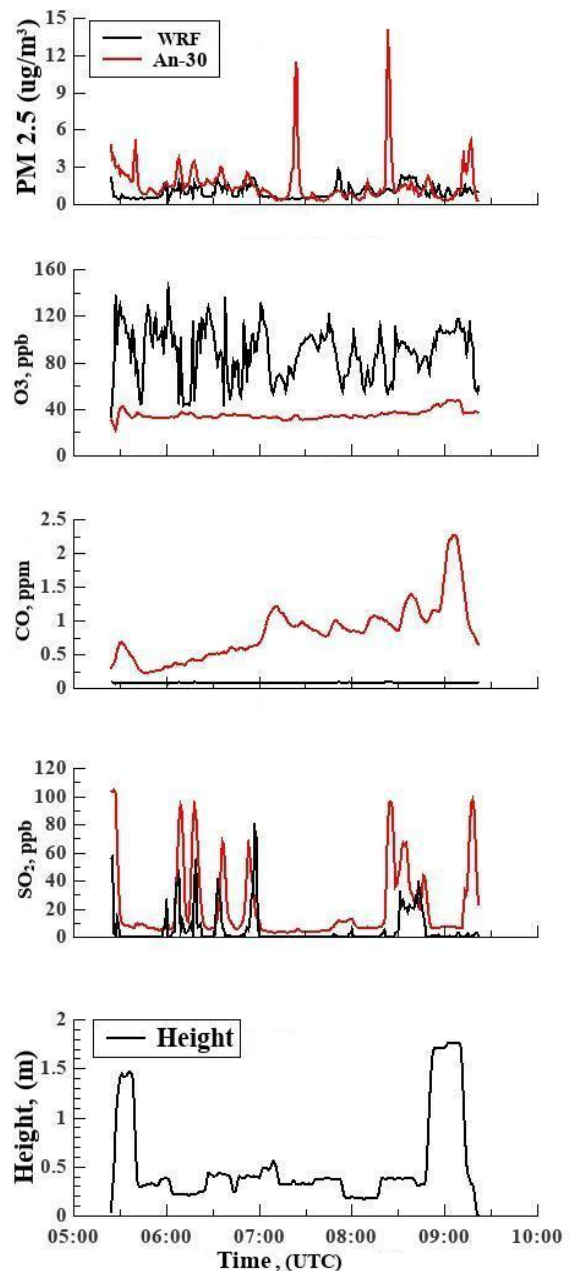 15
12
9
6
3
0
PM 2.5 (ug/m³)
WRF
An-30
160
120
80
40
0
O3, ppb
2.5
2
1.5
1
0.5
0
CO, ppm
120
100
80
60
40
20
0
SO₂, ppb
2
1.5
1
0.5
0
Height, (m)
Height
05:00 06:00 07:00 08:00 09:00 10:00
Time, (UTC)